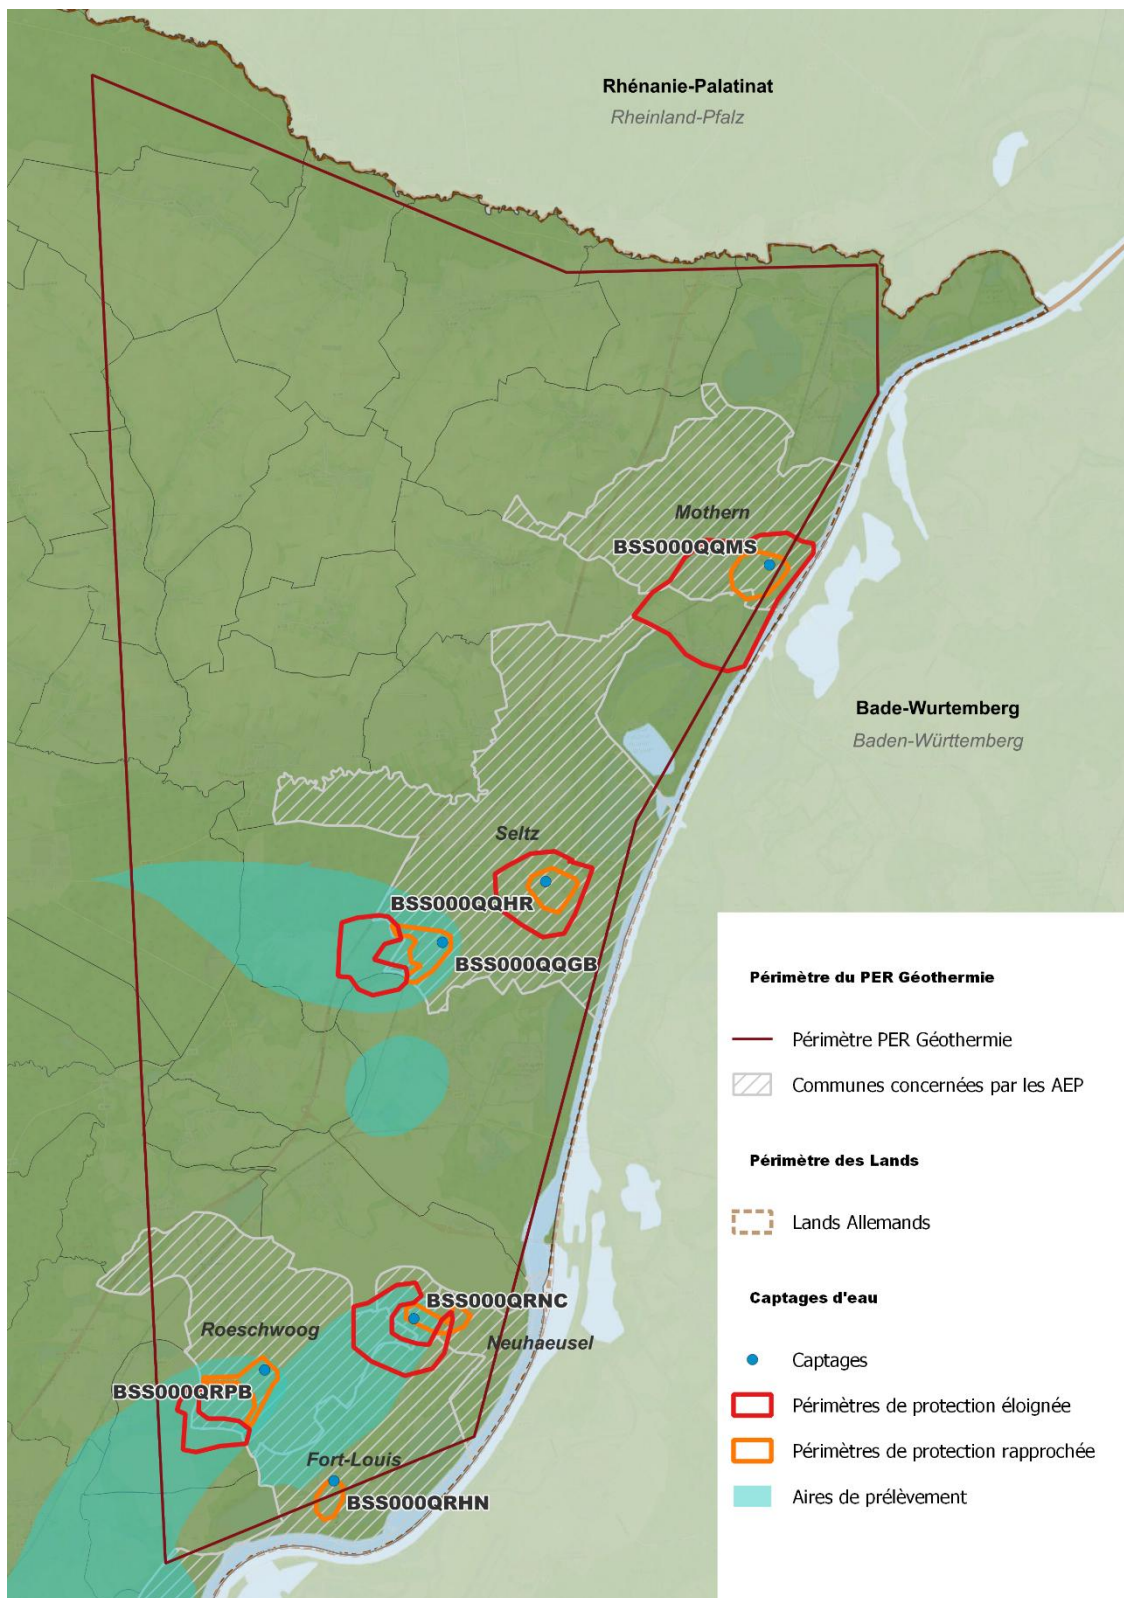 Rhénanie-Palatinat
Rheinland-Pfalz
Mothern
BSS000QQMS
Bade-Wurtemberg
Baden-Württemberg
Seltz
BSS000QQHR
BSS000QQGB
BSS000QRNC
Roeschwoog
Neuhaeusel
BSS000QRPB
Fort-Louis
BSS000QRHN
Périmètre du PER Géothermie
Périmètre PER Géothermie
Communes concernées par les AEP
Périmètre des Lands
Lands Allemands
Captages d'eau
Captages
Périmètres de protection éloignée
Périmètres de protection rapprochée
Aires de prélèvement